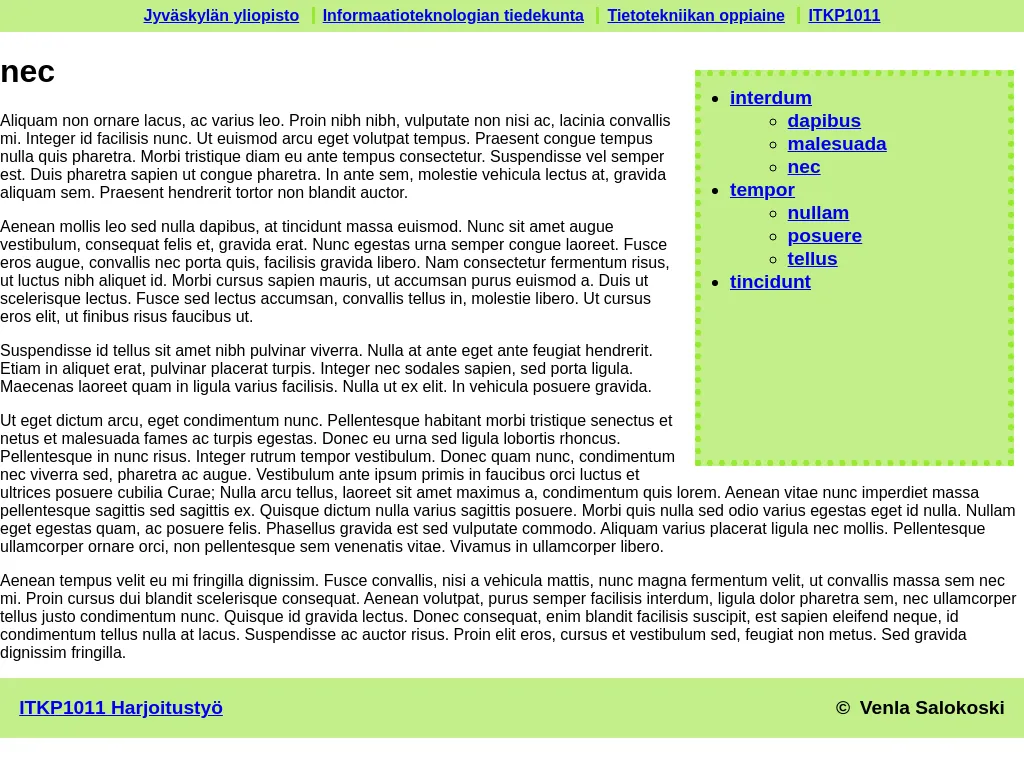 Jyväskylän yliopisto Informaatioteknologian tiedekunta Tietotekniikan oppiaine ITKP1011
nec
Aliquam non ornare lacus, ac varius leo. Proin nibh nibh, vulputate non nisi ac, lacinia convallis
mi. Integer id facilisis nunc. Ut euismod arcu eget volutpat tempus. Praesent congue tempus
nulla quis pharetra. Morbi tristique diam eu ante tempus consectetur. Suspendisse vel semper
est. Duis pharetra sapien ut congue pharetra. In ante sem, molestie vehicula lectus at, gravida
aliquam sem. Praesent hendrerit tortor non blandit auctor.
Aenean mollis leo sed nulla dapibus, at tincidunt massa euismod. Nunc sit amet augue
vestibulum, consequat felis et, gravida erat. Nunc egestas urna semper congue laoreet. Fusce
eros augue, convallis nec porta quis, facilisis gravida libero. Nam consectetur fermentum risus,
ut luctus nibh aliquet id. Morbi cursus sapien mauris, ut accumsan purus euismod a. Duis ut
scelerisque lectus. Fusce sed lectus accumsan, convallis tellus in, molestie libero. Ut cursus
eros elit, ut finibus risus faucibus ut.
Suspendisse id tellus sit amet nibh pulvinar viverra. Nulla at ante eget ante feugiat hendrerit.
Etiam in aliquet erat, pulvinar placerat turpis. Integer nec sodales sapien, sed porta ligula.
Maecenas laoreet quam in ligula varius facilisis. Nulla ut ex elit. In vehicula posuere gravida.
Ut eget dictum arcu, eget condimentum nunc. Pellentesque habitant morbi tristique senectus et
netus et malesuada fames ac turpis egestas. Donec eu urna sed ligula lobortis rhoncus.
Pellentesque in nunc risus. Integer rutrum tempor vestibulum. Donec quam nunc, condimentum
nec viverra sed, pharetra ac augue. Vestibulum ante ipsum primis in faucibus orci luctus et
ultrices posuere cubilia Curae; Nulla arcu tellus, laoreet sit amet maximus a, condimentum quis lorem. Aenean vitae nunc imperdiet massa
pellentesque sagittis sed sagittis ex. Quisque dictum nulla varius sagittis posuere. Morbi quis nulla sed odio varius egestas eget id nulla. Nullam
eget egestas quam, ac posuere felis. Phasellus gravida est sed vulputate commodo. Aliquam varius placerat ligula nec mollis. Pellentesque
ullamcorper ornare orci, non pellentesque sem venenatis vitae. Vivamus in ullamcorper libero.
Aenean tempus velit eu mi fringilla dignissim. Fusce convallis, nisi a vehicula mattis, nunc magna fermentum velit, ut convallis massa sem nec
mi. Proin cursus dui blandit scelerisque consequat. Aenean volutpat, purus semper facilisis interdum, ligula dolor pharetra sem, nec ullamcorper
tellus justo condimentum nunc. Quisque id gravida lectus. Donec consequat, enim blandit facilisis suscipit, est sapien eleifend neque, id
condimentum tellus nulla at lacus. Suspendisse ac auctor risus. Proin elit eros, cursus et vestibulum sed, feugiat non metus. Sed gravida
dignissim fringilla.
interdum
dapibus
malesuada
nec
tempor
nullam
posuere
tellus
tincidunt
ITKP1011 Harjoitustyö
© Venla Salokoski